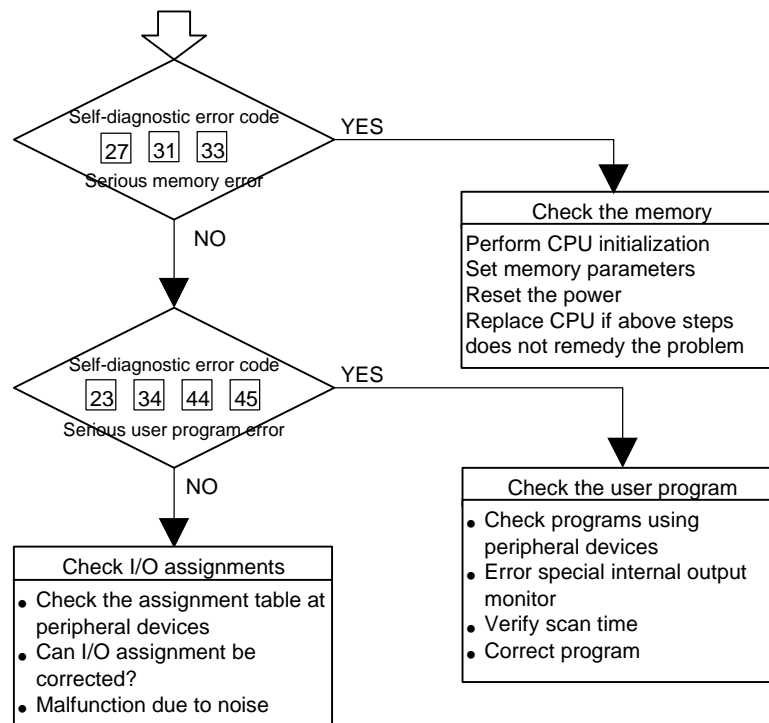 Self-diagnostic error code
27 31 33
Serious memory error
YES
NO
Check the memory
Perform CPU initialization
Set memory parameters
Reset the power
Replace CPU if above steps
does not remedy the problem
Self-diagnostic error code
23 34 44 45
Serious user program error
YES
NO
Check the user program
• Check programs using
peripheral devices
• Error special internal output
monitor
• Verify scan time
• Correct program
Check I/O assignments
• Check the assignment table at
peripheral devices
• Can I/O assignment be
corrected?
• Malfunction due to noise